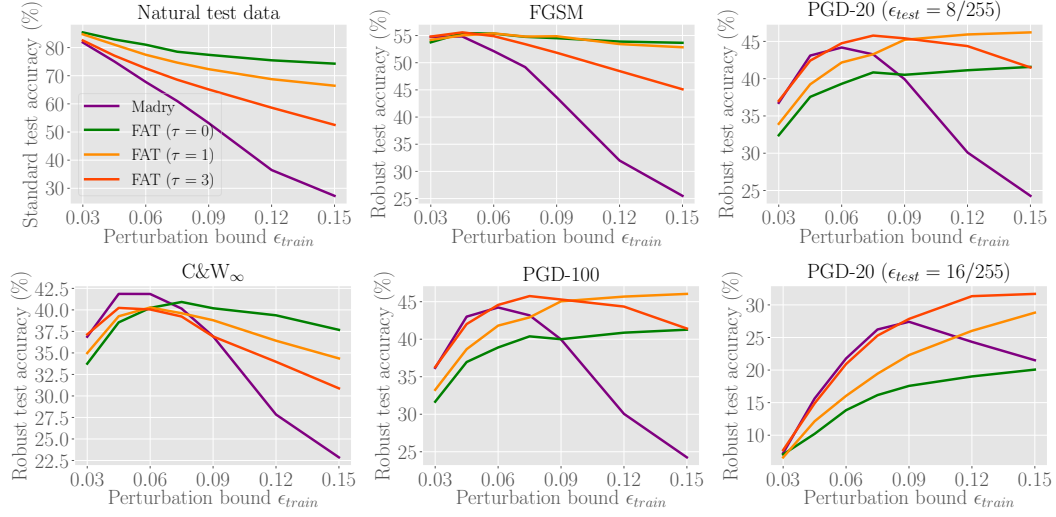 Natural test data
Standard test accuracy (%)
80
70
60
50
40
30
Madry
FAT (τ = 0)
FAT (τ = 1)
FAT (τ = 3)
0.03 0.06 0.09 0.12 0.15
Perturbation bound ϵtrain
FGSM
Robust test accuracy (%)
55
50
45
40
35
30
25
0.03 0.06 0.09 0.12 0.15
Perturbation bound ϵtrain
PGD-20 (ϵtest = 8/255)
Robust test accuracy (%)
45
40
35
30
25
0.03 0.06 0.09 0.12 0.15
Perturbation bound ϵtrain
C&W∞
Robust test accuracy (%)
42.5
40.0
37.5
35.0
32.5
30.0
27.5
25.0
22.5
0.03 0.06 0.09 0.12 0.15
Perturbation bound ϵtrain
PGD-100
Robust test accuracy (%)
45
40
35
30
25
0.03 0.06 0.09 0.12 0.15
Perturbation bound ϵtrain
PGD-20 (ϵtest = 16/255)
Robust test accuracy (%)
30
25
20
15
10
0.03 0.06 0.09 0.12 0.15
Perturbation bound ϵtrain